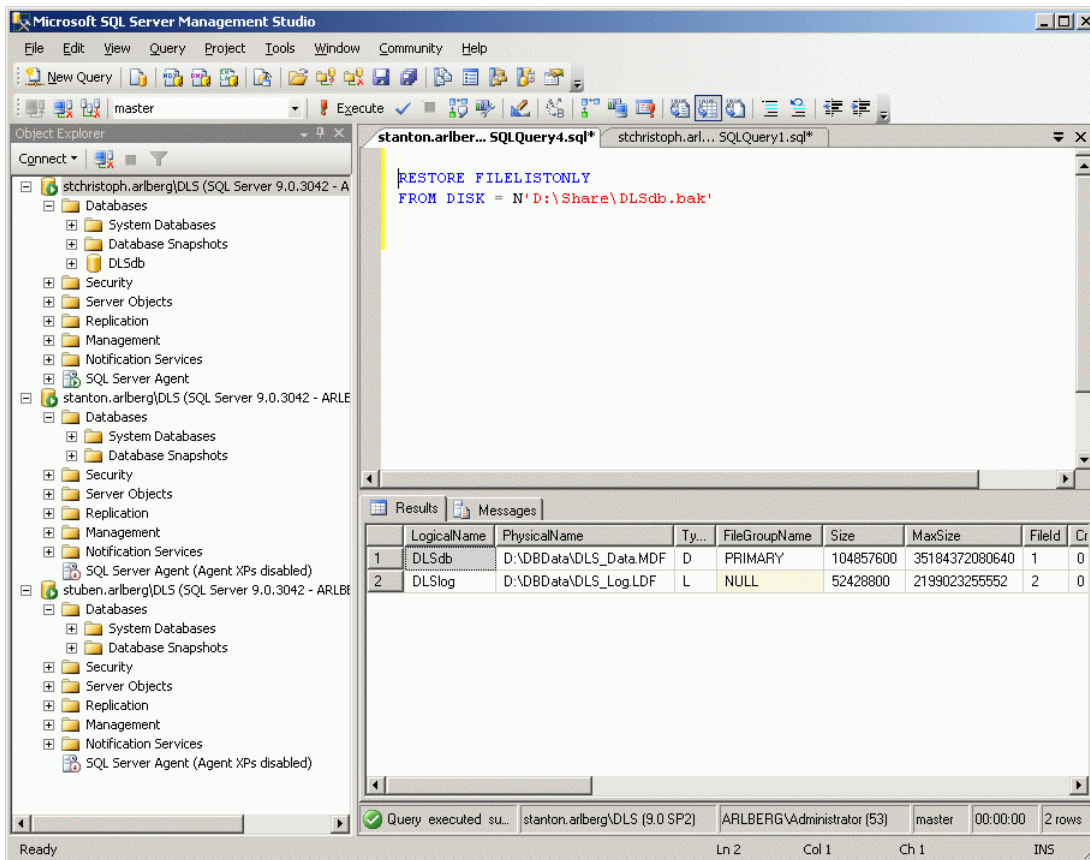 Microsoft SQL Server Management Studio
File Edit View Query Project Tools Window Community Help
New Query
master Execute
Object Explorer
Connect
stchristoph.arlberg\DLS (SQL Server 9.0.3042 - A
Databases
System Databases
Database Snapshots
DLSdb
Security
Server Objects
Replication
Management
Notification Services
SQL Server Agent
stanton.arlberg\DLS (SQL Server 9.0.3042 - ARLE
Databases
System Databases
Database Snapshots
Security
Server Objects
Replication
Management
Notification Services
SQL Server Agent (Agent XPs disabled)
stuben.arlberg\DLS (SQL Server 9.0.3042 - ARLBE
Databases
System Databases
Database Snapshots
Security
Server Objects
Replication
Management
Notification Services
SQL Server Agent (Agent XPs disabled)
stanton.arlber... SQLQuery4.sql* stchristoph.arl... SQLQuery1.sql*
RESTORE FILELISTONLY
FROM DISK = N'D:\Share\DLSdb.bak'
Results Messages
LogicalName PhysicalName Ty... FileGroupName Size MaxSize FileId Cr
1 DLSdb D:\DBData\DLS_Data.MDF D PRIMARY 104857600 35184372080640 1 0
2 DLSlog D:\DBData\DLS_Log.LDF L NULL 52428800 2199023255552 2 0
Query executed su... stanton.arlberg\DLS (9.0 SP2) ARLBERG\Administrator (53) master 00:00:00 2 rows
Ready Ln 2 Col 1 Ch 1 INS